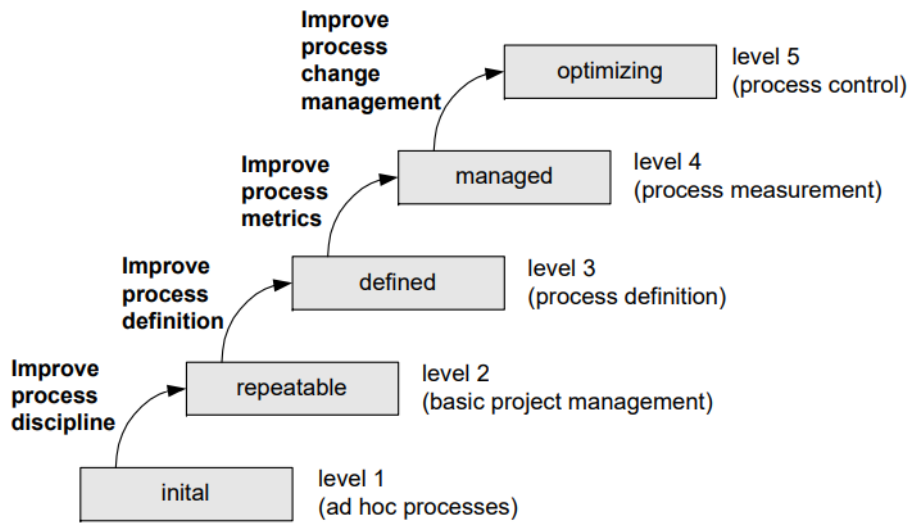 Improve
process
change
management
optimizing
level 5
(process control)
Improve
process
metrics
managed
level 4
(process measurement)
Improve
process
definition
defined
level 3
(process definition)
Improve
process
discipline
repeatable
level 2
(basic project management)
inital
level 1
(ad hoc processes)